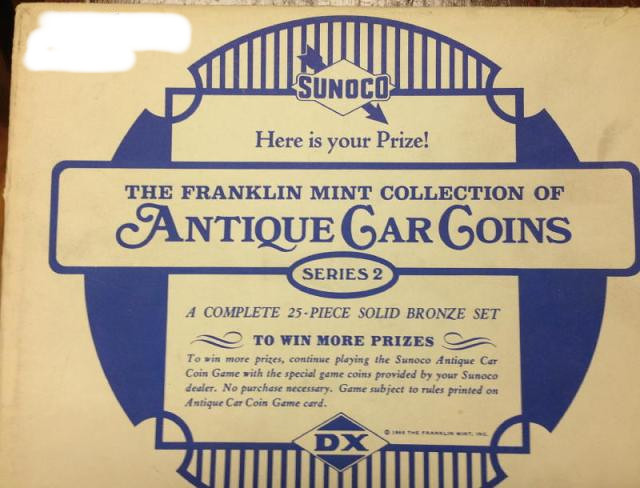 SUNOCO
Here is your Prize!
THE FRANKLIN MINT COLLECTION OF
ANTIQUE CAR COINS
SERIES 2
A COMPLETE 25-PIECE SOLID BRONZE SET
TO WIN MORE PRIZES
To win more prizes, continue playing the Sunoco Antique Car
Coin Game with the special game coins provided by your Sunoco
dealer. No purchase necessary. Game subject to rules printed on
Antique Car Coin Game card.
DX
© THE FRANKLIN MINT, INC.